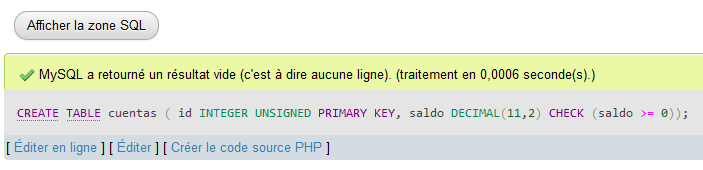 Afficher la zone SQL
MySQL a retourné un résultat vide (c'est à dire aucune ligne). (traitement en 0,0006 seconde(s).)
CREATE TABLE cuentas ( id INTEGER UNSIGNED PRIMARY KEY, saldo DECIMAL(11,2) CHECK (saldo >= 0));
[ Éditer en ligne ] [ Éditer ] [ Créer le code source PHP ]